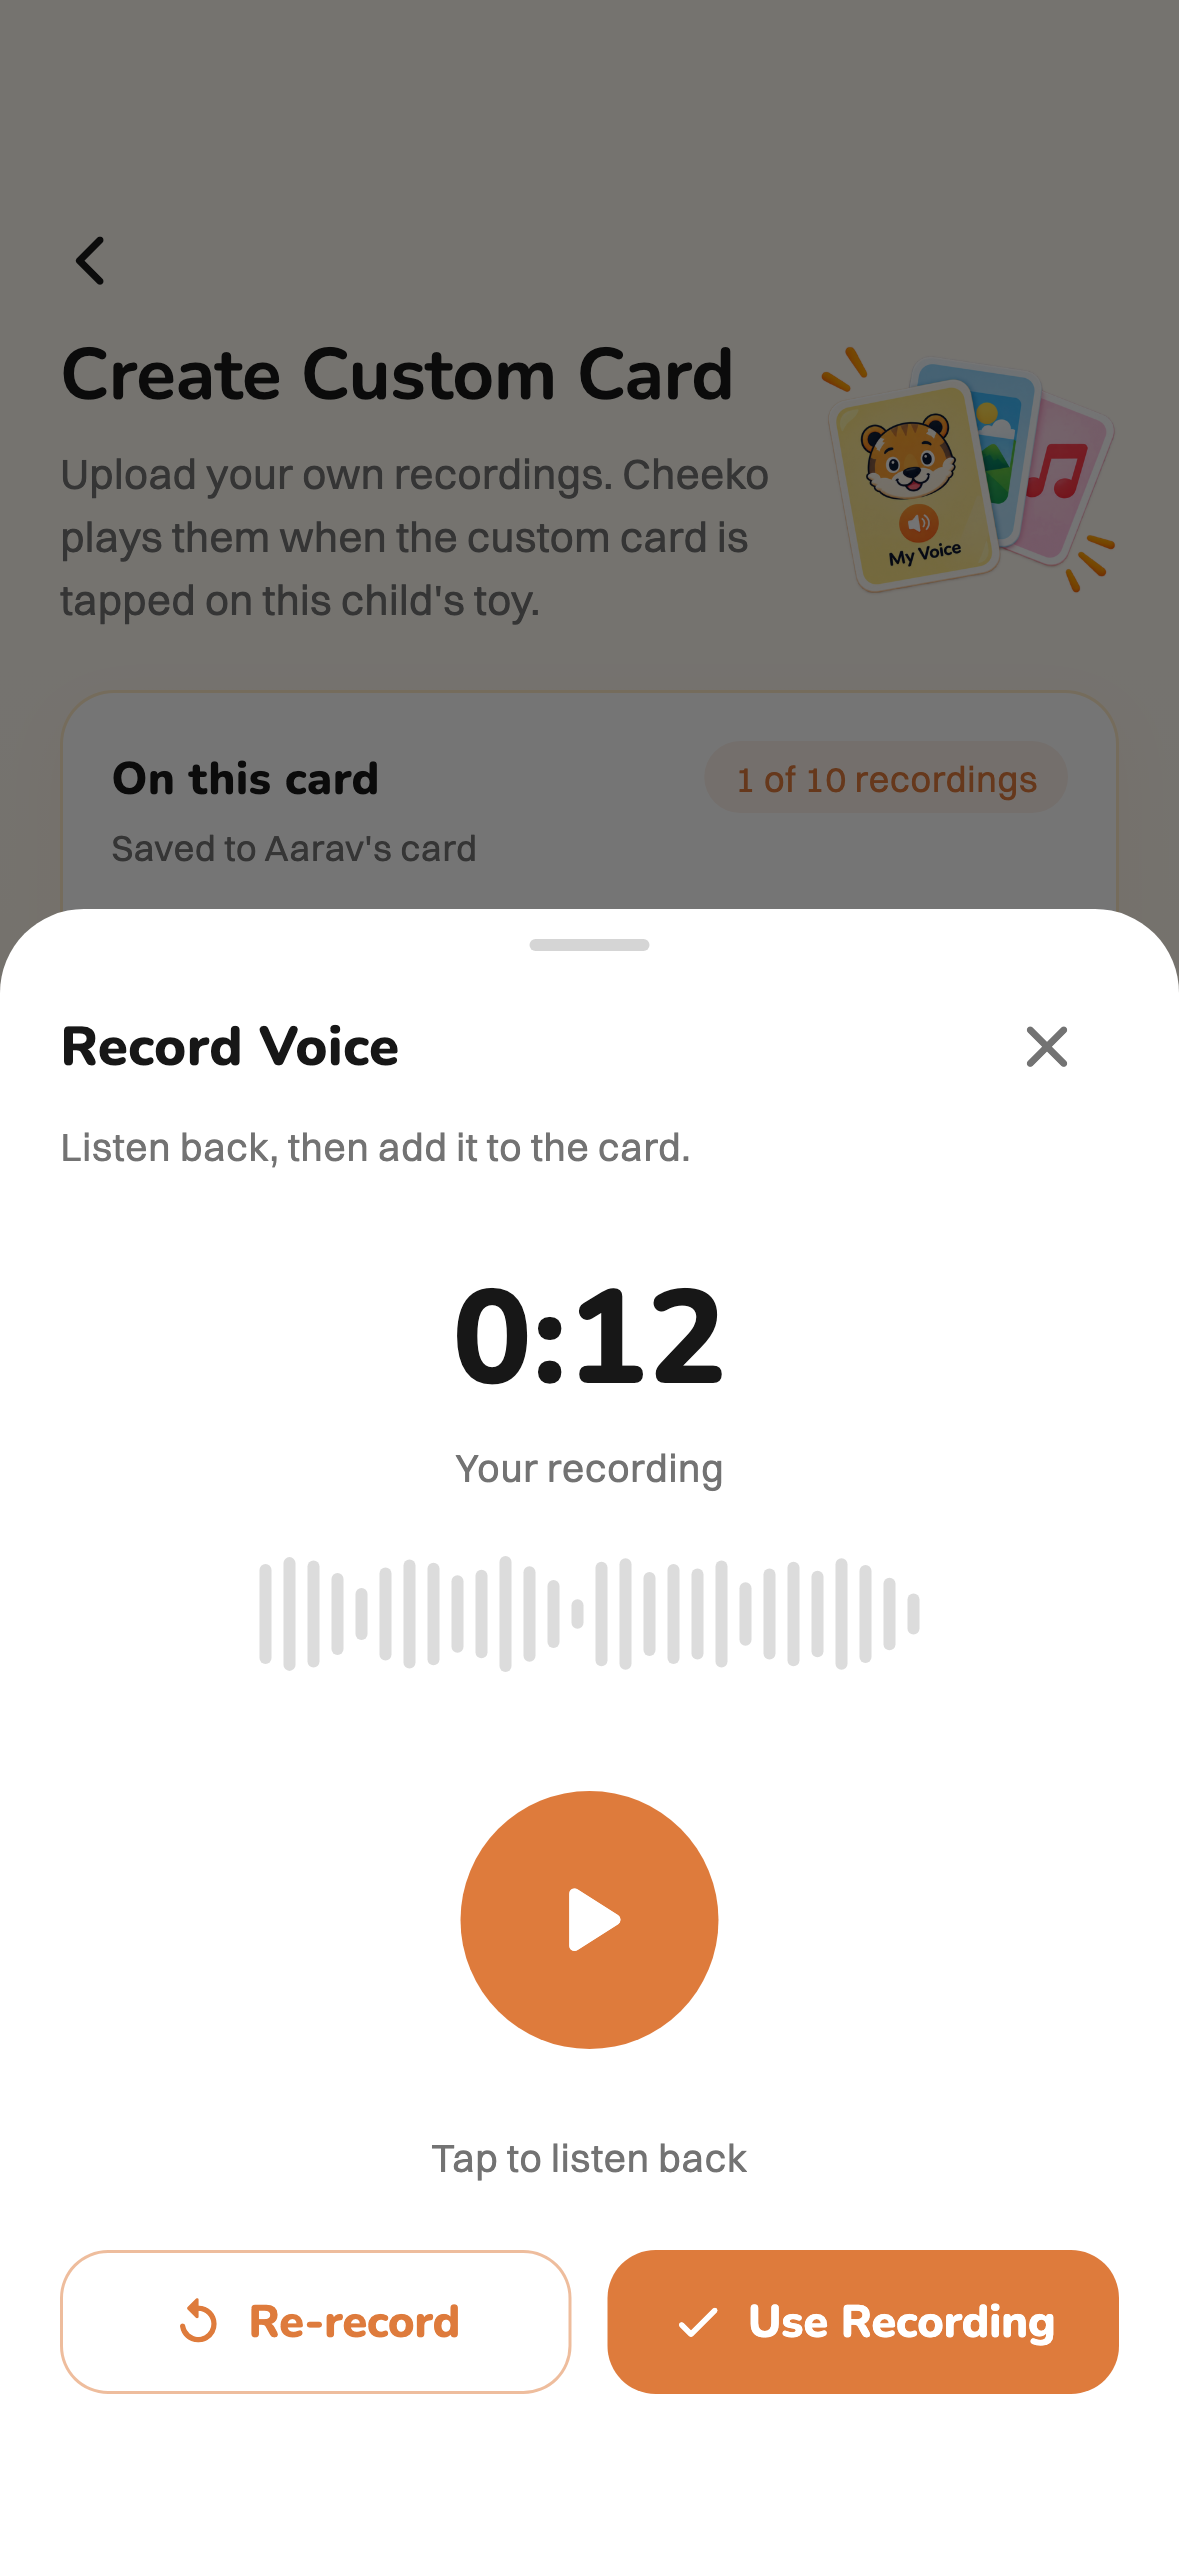 Create Custom Card
Upload your own recordings. Cheeko
plays them when the custom card is
tapped on this child's toy.
My Voice
On this card
1 of 10 recordings
Saved to Aarav's card
Record Voice
Listen back, then add it to the card.
0:12
Your recording
Tap to listen back
Re-record
Use Recording